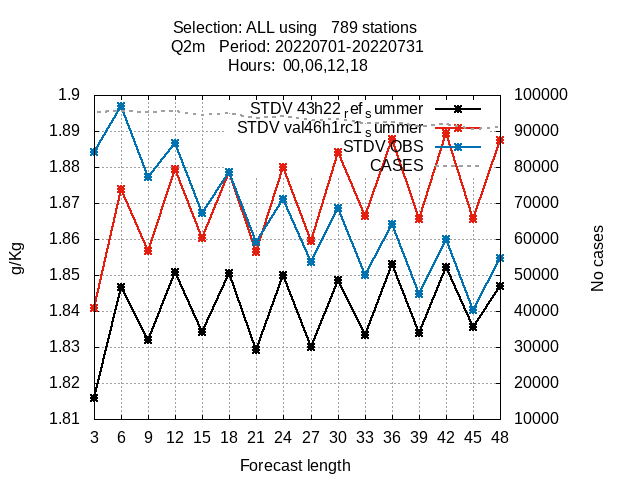 Selection: ALL using   789 stations
Q2m   Period: 20220701-20220731
Hours:  00,06,12,18
1.9 100000
STDV 43h22_ref_summer
1.89 STDV val46h1rc1_summer 90000
STDV OBS
1.88 CASES 80000
1.87 70000
1.86 60000
g/Kg No cases
1.85 50000
1.84 40000
1.83 30000
1.82 20000
1.81 10000
3 6 9 12 15 18 21 24 27 30 33 36 39 42 45 48
Forecast length